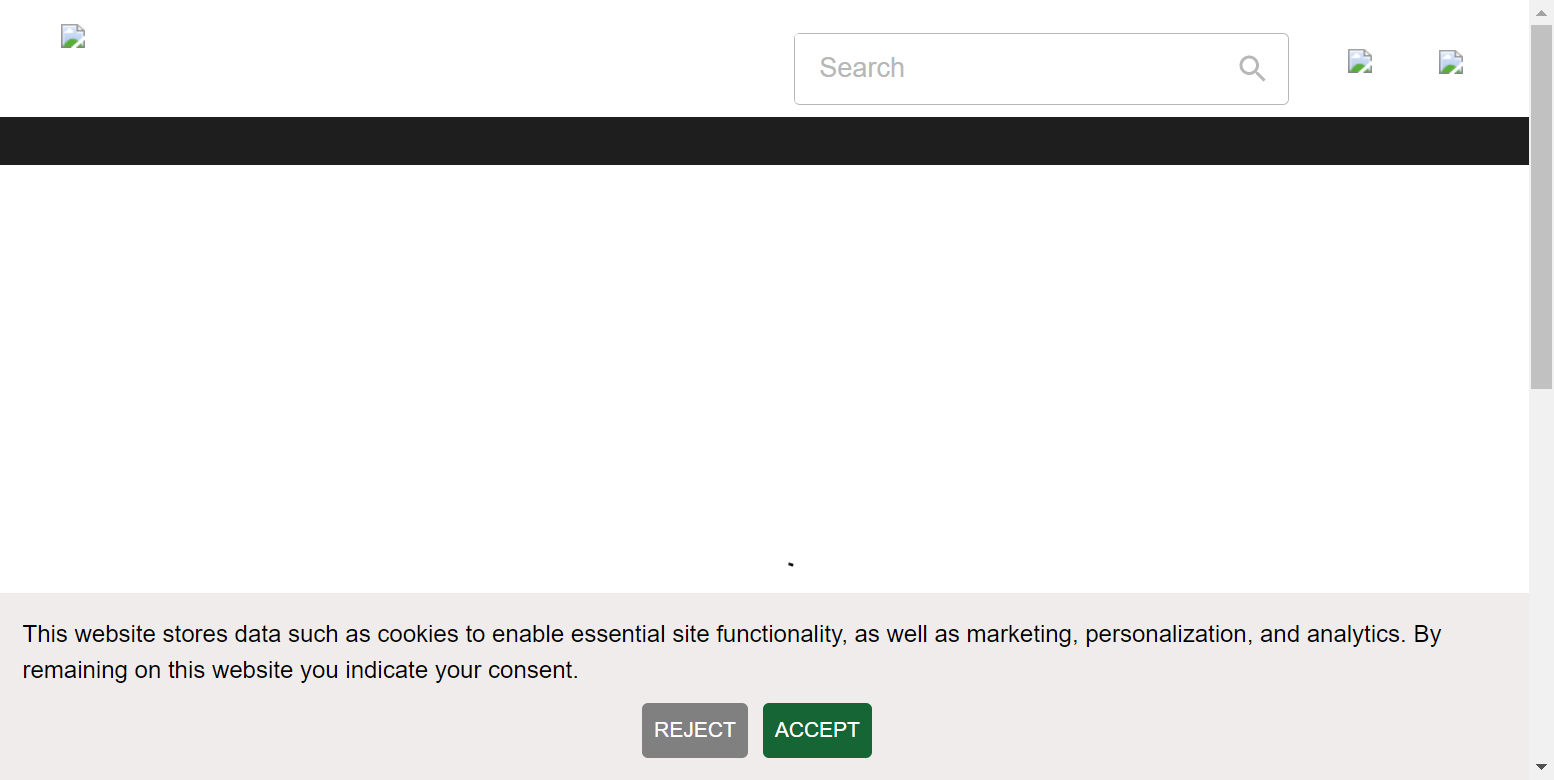 Search
This website stores data such as cookies to enable essential site functionality, as well as marketing, personalization, and analytics. By
remaining on this website you indicate your consent.
REJECT ACCEPT